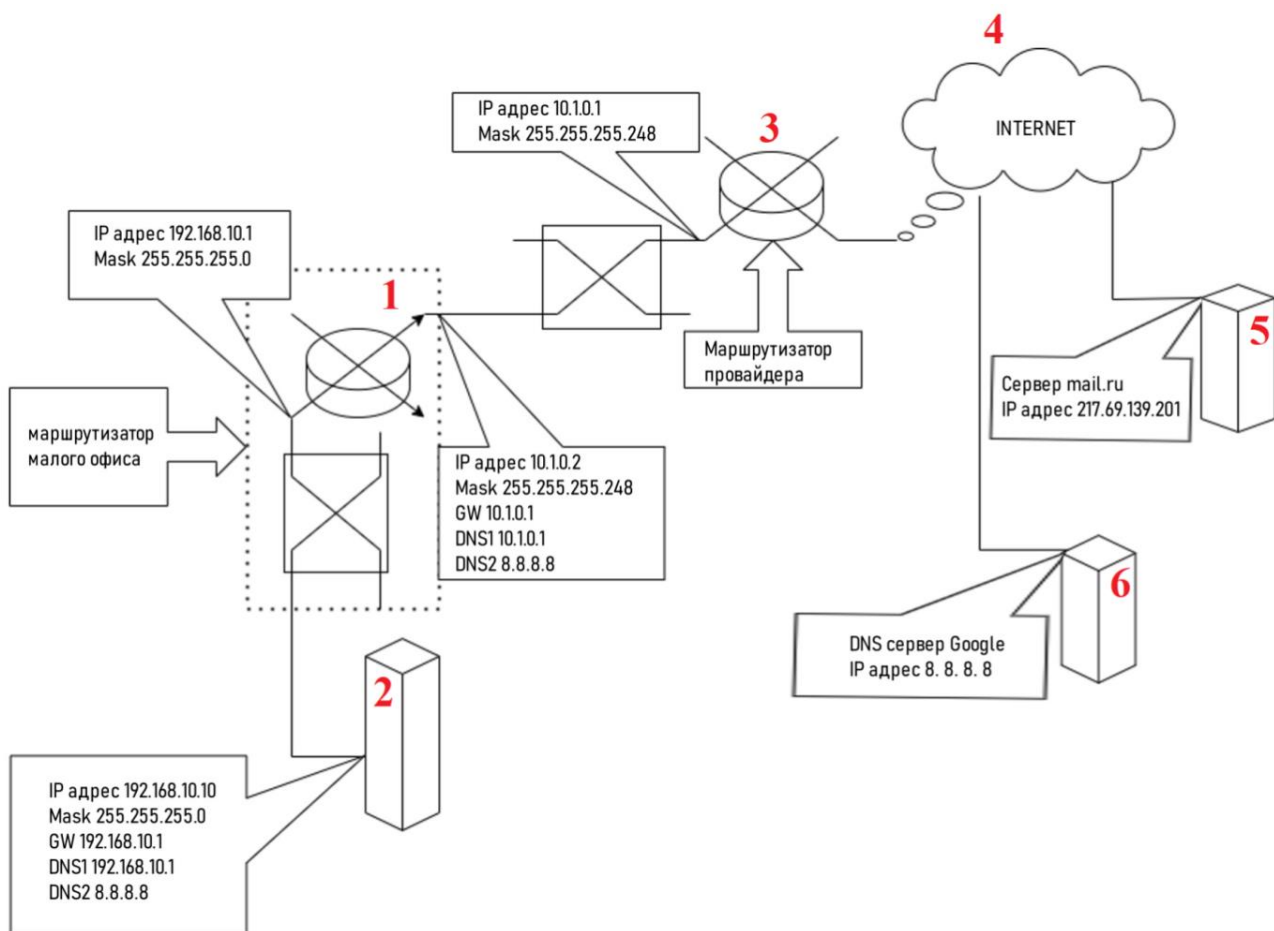 4
IP адрес 10.1.0.1
Mask 255.255.255.248
3
INTERNET
IP адрес 192.168.10.1
Mask 255.255.255.0
1
5
Маршрутизатор
провайдера
Сервер mail.ru
IP адрес 217.69.139.201
маршрутизатор
малого офиса
IP адрес 10.1.0.2
Mask 255.255.255.248
GW 10.1.0.1
DNS1 10.1.0.1
DNS2 8.8.8.8
6
DNS сервер Google
IP адрес 8. 8. 8. 8
2
IP адрес 192.168.10.10
Mask 255.255.255.0
GW 192.168.10.1
DNS1 192.168.10.1
DNS2 8.8.8.8